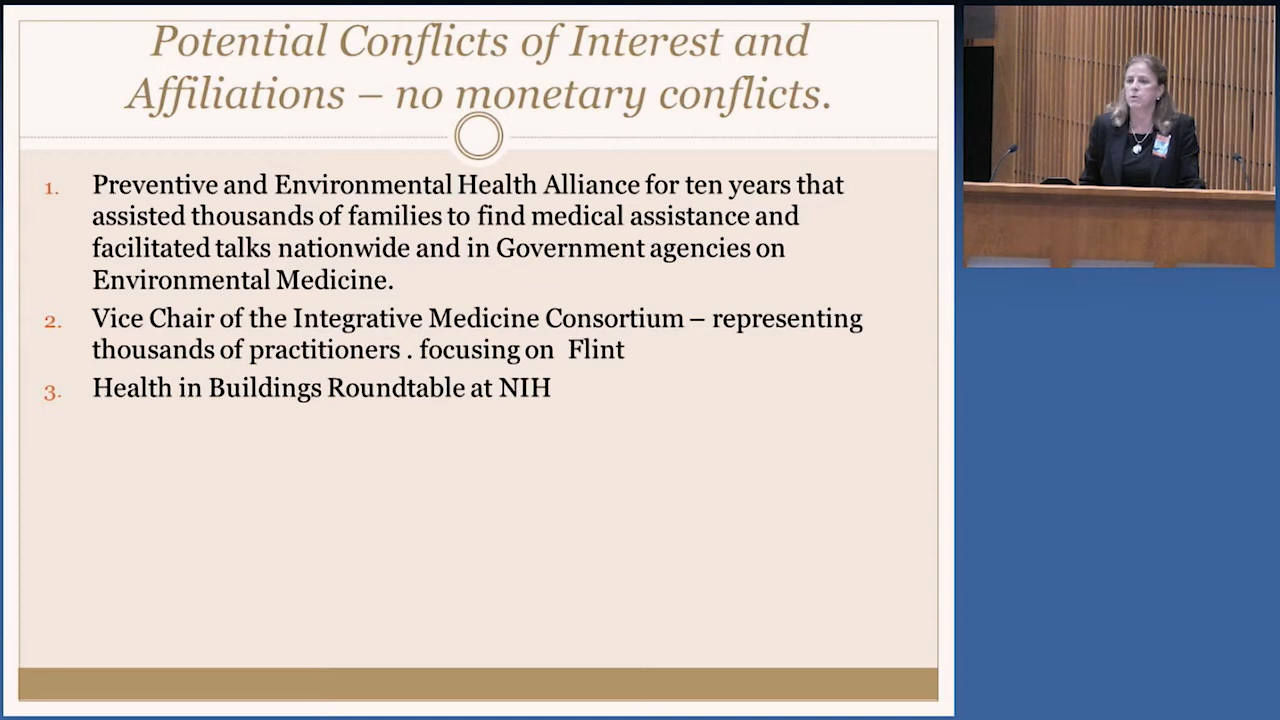 Potential Conflicts of Interest and
Affiliations – no monetary conflicts.
1. Preventive and Environmental Health Alliance for ten years that
assisted thousands of families to find medical assistance and
facilitated talks nationwide and in Government agencies on
Environmental Medicine.
2. Vice Chair of the Integrative Medicine Consortium – representing
thousands of practitioners . focusing on  Flint
3. Health in Buildings Roundtable at NIH